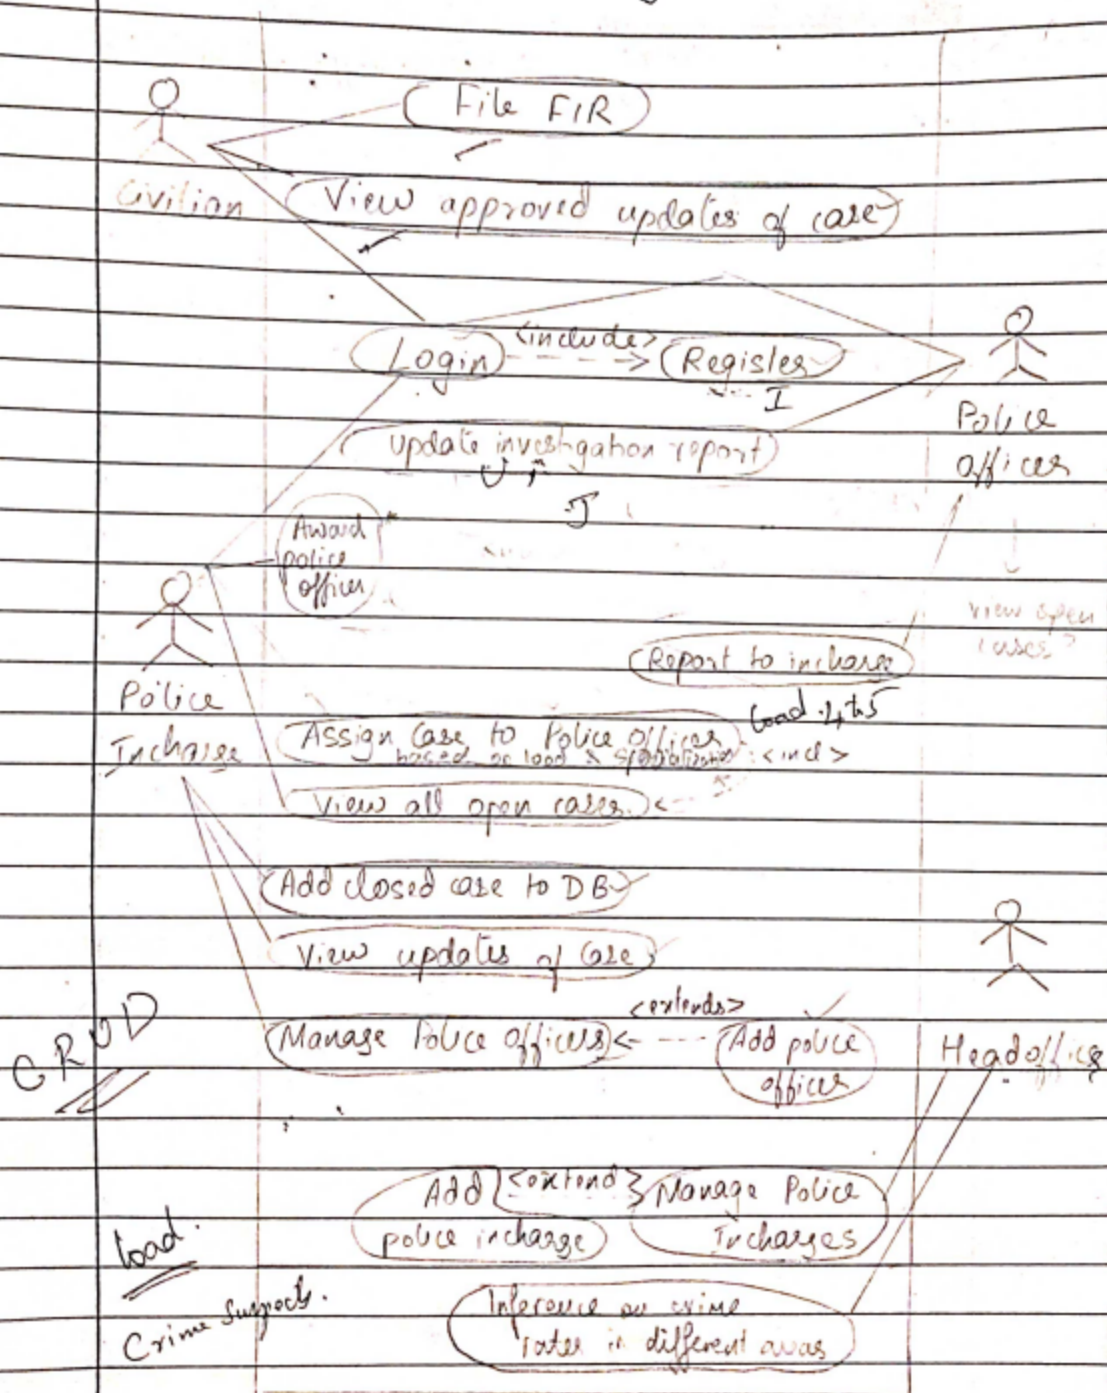 File FIR
Civilian
View approved updates of case
Login
<include>
Register
I
Police
Officer
update investigation report
Award *
police
officer
view open
cases?
Report to incharge
Police
Incharge
Load
Assign Case to Police Officer
based on load & specialization
<incl>
View all open cases
Add closed case to DB
View updates of Case
CRUD
Manage Police Officers
<extends>
Add police
officer
Headoffice
Add
police incharge
<extend>
Manage Police
Incharges
load.
Crime Suspects.
Inference on crime
rates in different areas